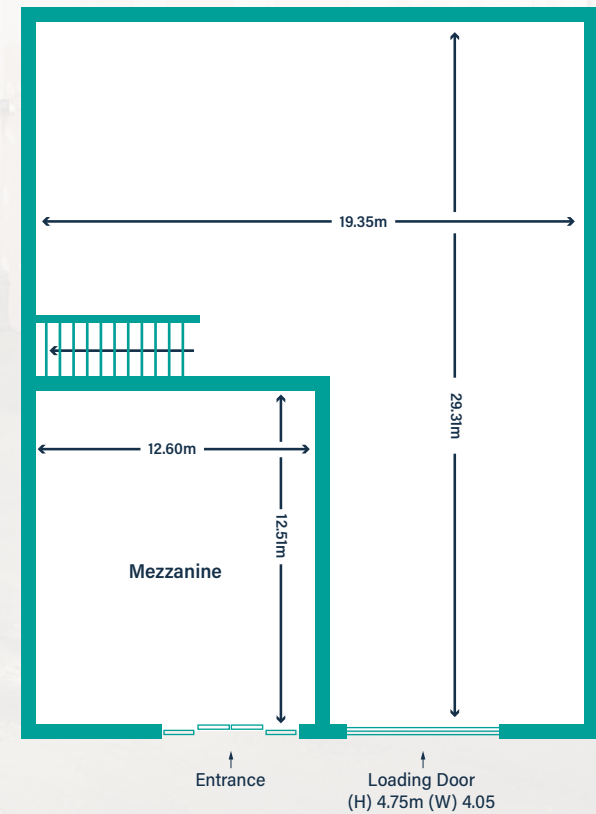 19.35m
29.31m
12.60m
12.51m
Mezzanine
Entrance
Loading Door
(H) 4.75m (W) 4.05